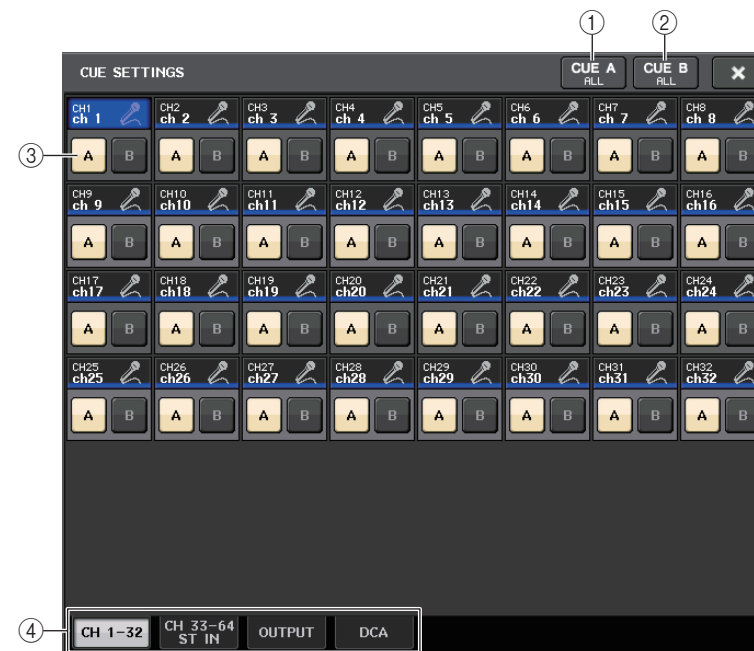 ① ②
CUE SETTINGS CUE A ALL CUE B ALL ×
CH1 CH2 CH3 CH4 CH5 CH6 CH7 CH8
ch 1 ch 2 ch 3 ch 4 ch 5 ch 6 ch 7 ch 8
③ A B A B A B A B A B A B A B A B
CH9 CH10 CH11 CH12 CH13 CH14 CH15 CH16
ch 9 ch10 ch11 ch12 ch13 ch14 ch15 ch16
A B A B A B A B A B A B A B A B
CH17 CH18 CH19 CH20 CH21 CH22 CH23 CH24
ch17 ch18 ch19 ch20 ch21 ch22 ch23 ch24
A B A B A B A B A B A B A B A B
CH25 CH26 CH27 CH28 CH29 CH30 CH31 CH32
ch25 ch26 ch27 ch28 ch29 ch30 ch31 ch32
A B A B A B A B A B A B A B A B
④ CH 1-32 CH 33-64 ST IN OUTPUT DCA